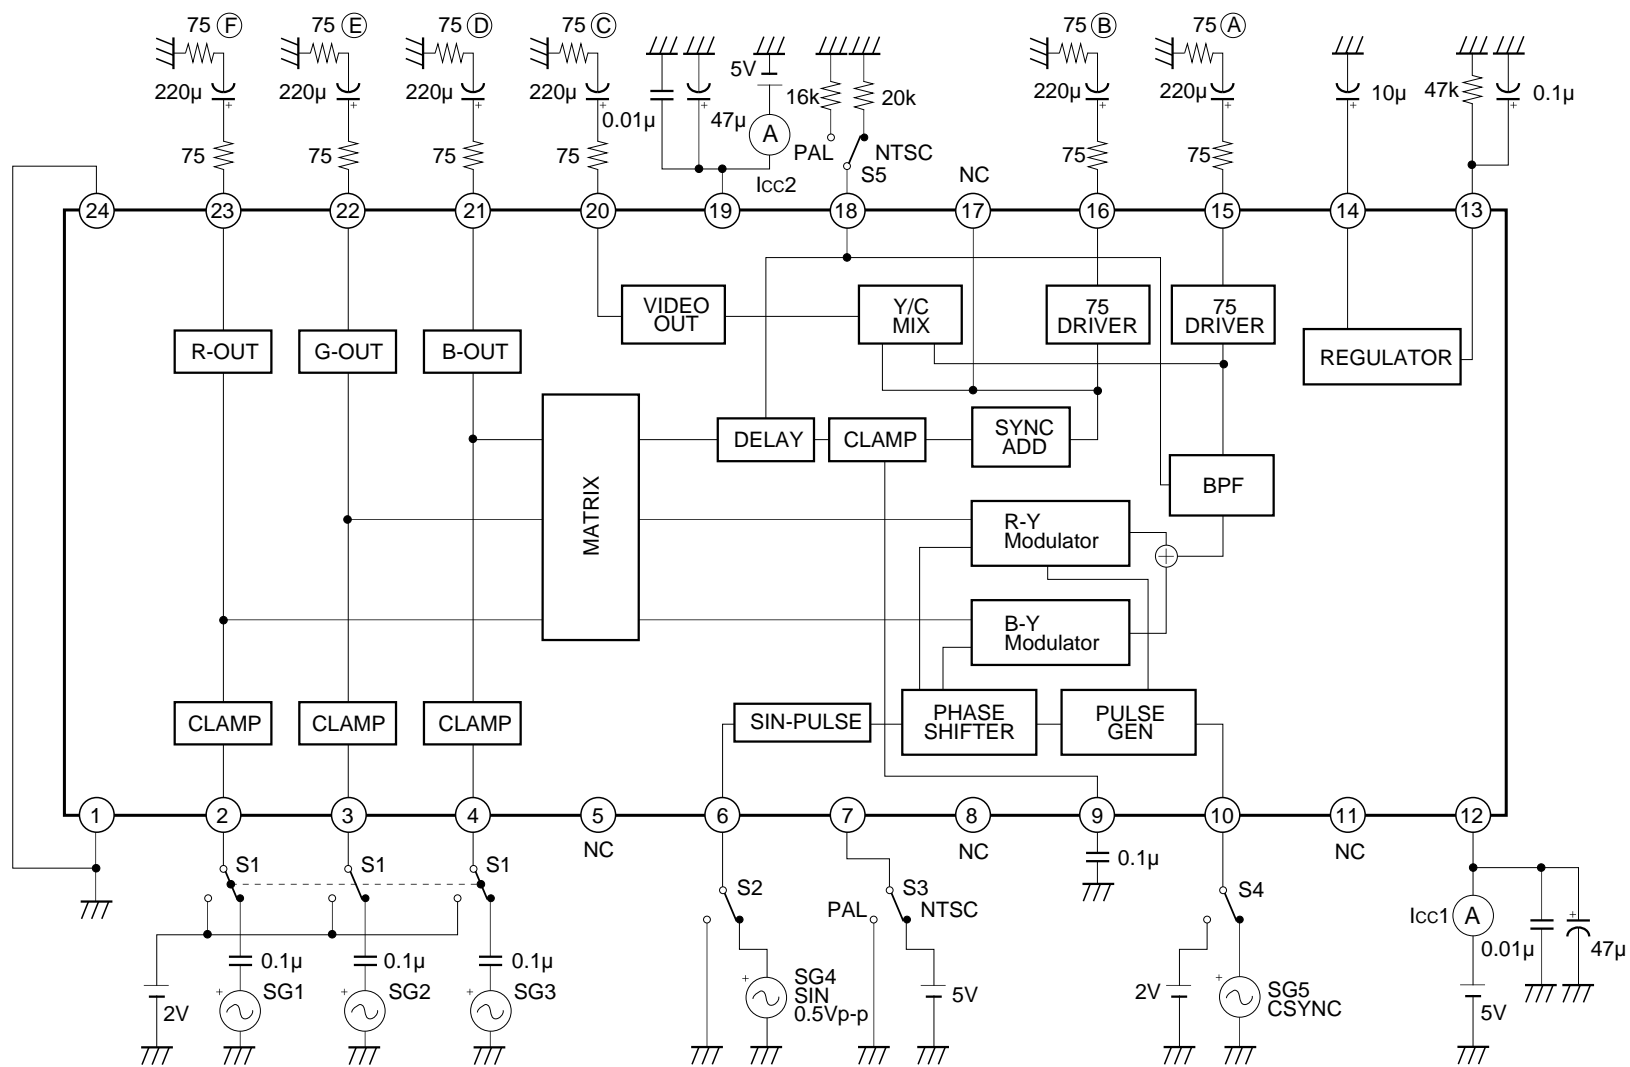 75 F 75 E 75 D 75 C 75 B 75 A
5V
220μ 220μ 220μ 220μ 16k 20k 220μ 220μ 10μ 47k 0.1μ
0.01μ 47μ A
75 75 75 75 PAL NTSC 75 75
Icc2 S5 NC
24 23 22 21 20 19 18 17 16 15 14 13
VIDEO OUT
Y/C MIX
75 DRIVER
75 DRIVER
R-OUT G-OUT B-OUT
REGULATOR
MATRIX
DELAY CLAMP
SYNC ADD
BPF
R-Y Modulator
B-Y Modulator
CLAMP CLAMP CLAMP
SIN-PULSE
PHASE SHIFTER
PULSE GEN
1 2 3 4 5 6 7 8 9 10 11 12
NC NC 0.1μ NC
S1 S1 S1
S2 S3 S4
PAL NTSC
Icc1 A
0.01μ 47μ
0.1μ 0.1μ 0.1μ
2V
+ SG1 + SG2 + SG3
+ SG4
SIN
0.5Vp-p
5V
2V
+ SG5
CSYNC
5V